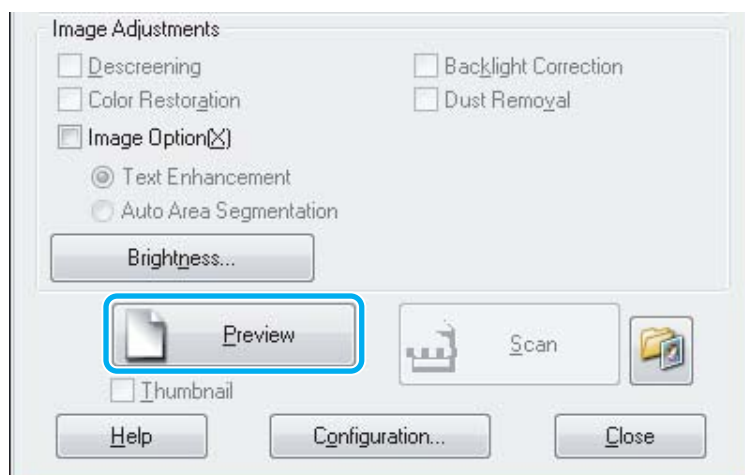 Image Adjustments
Descreening
Backlight Correction
Color Restoration
Dust Removal
Image Option(X)
Text Enhancement
Auto Area Segmentation
Brightness...
Preview
Scan
Thumbnail
Help
Configuration...
Close